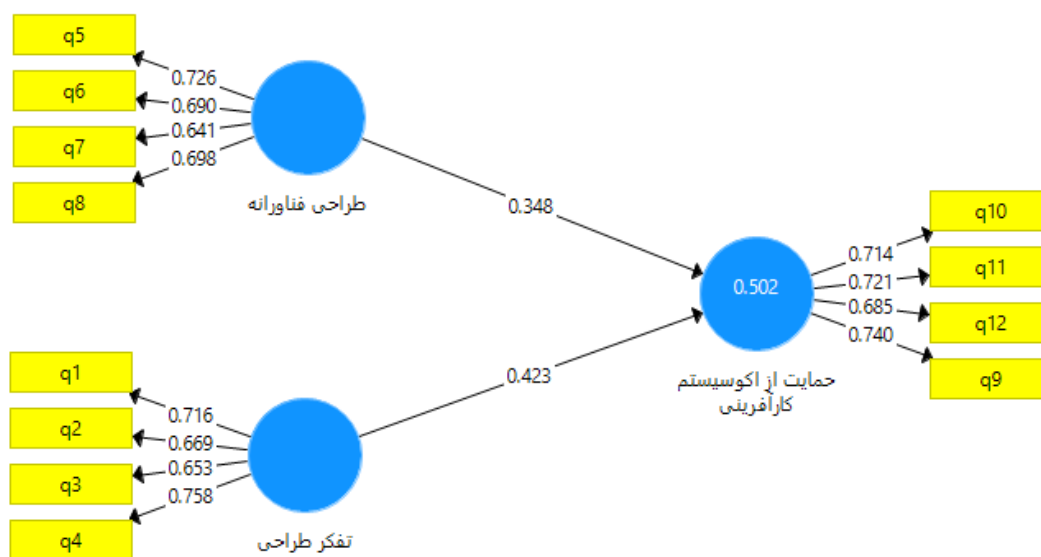 q5
q6
q7
q8
0.726
0.690
0.641
0.698
طراحی فناورانه
0.348
q1
q2
q3
q4
0.716
0.669
0.653
0.758
تفکر طراحی
0.423
0.502
حمایت از اکوسیستم
کارآفرینی
0.714
0.721
0.685
0.740
q10
q11
q12
q9